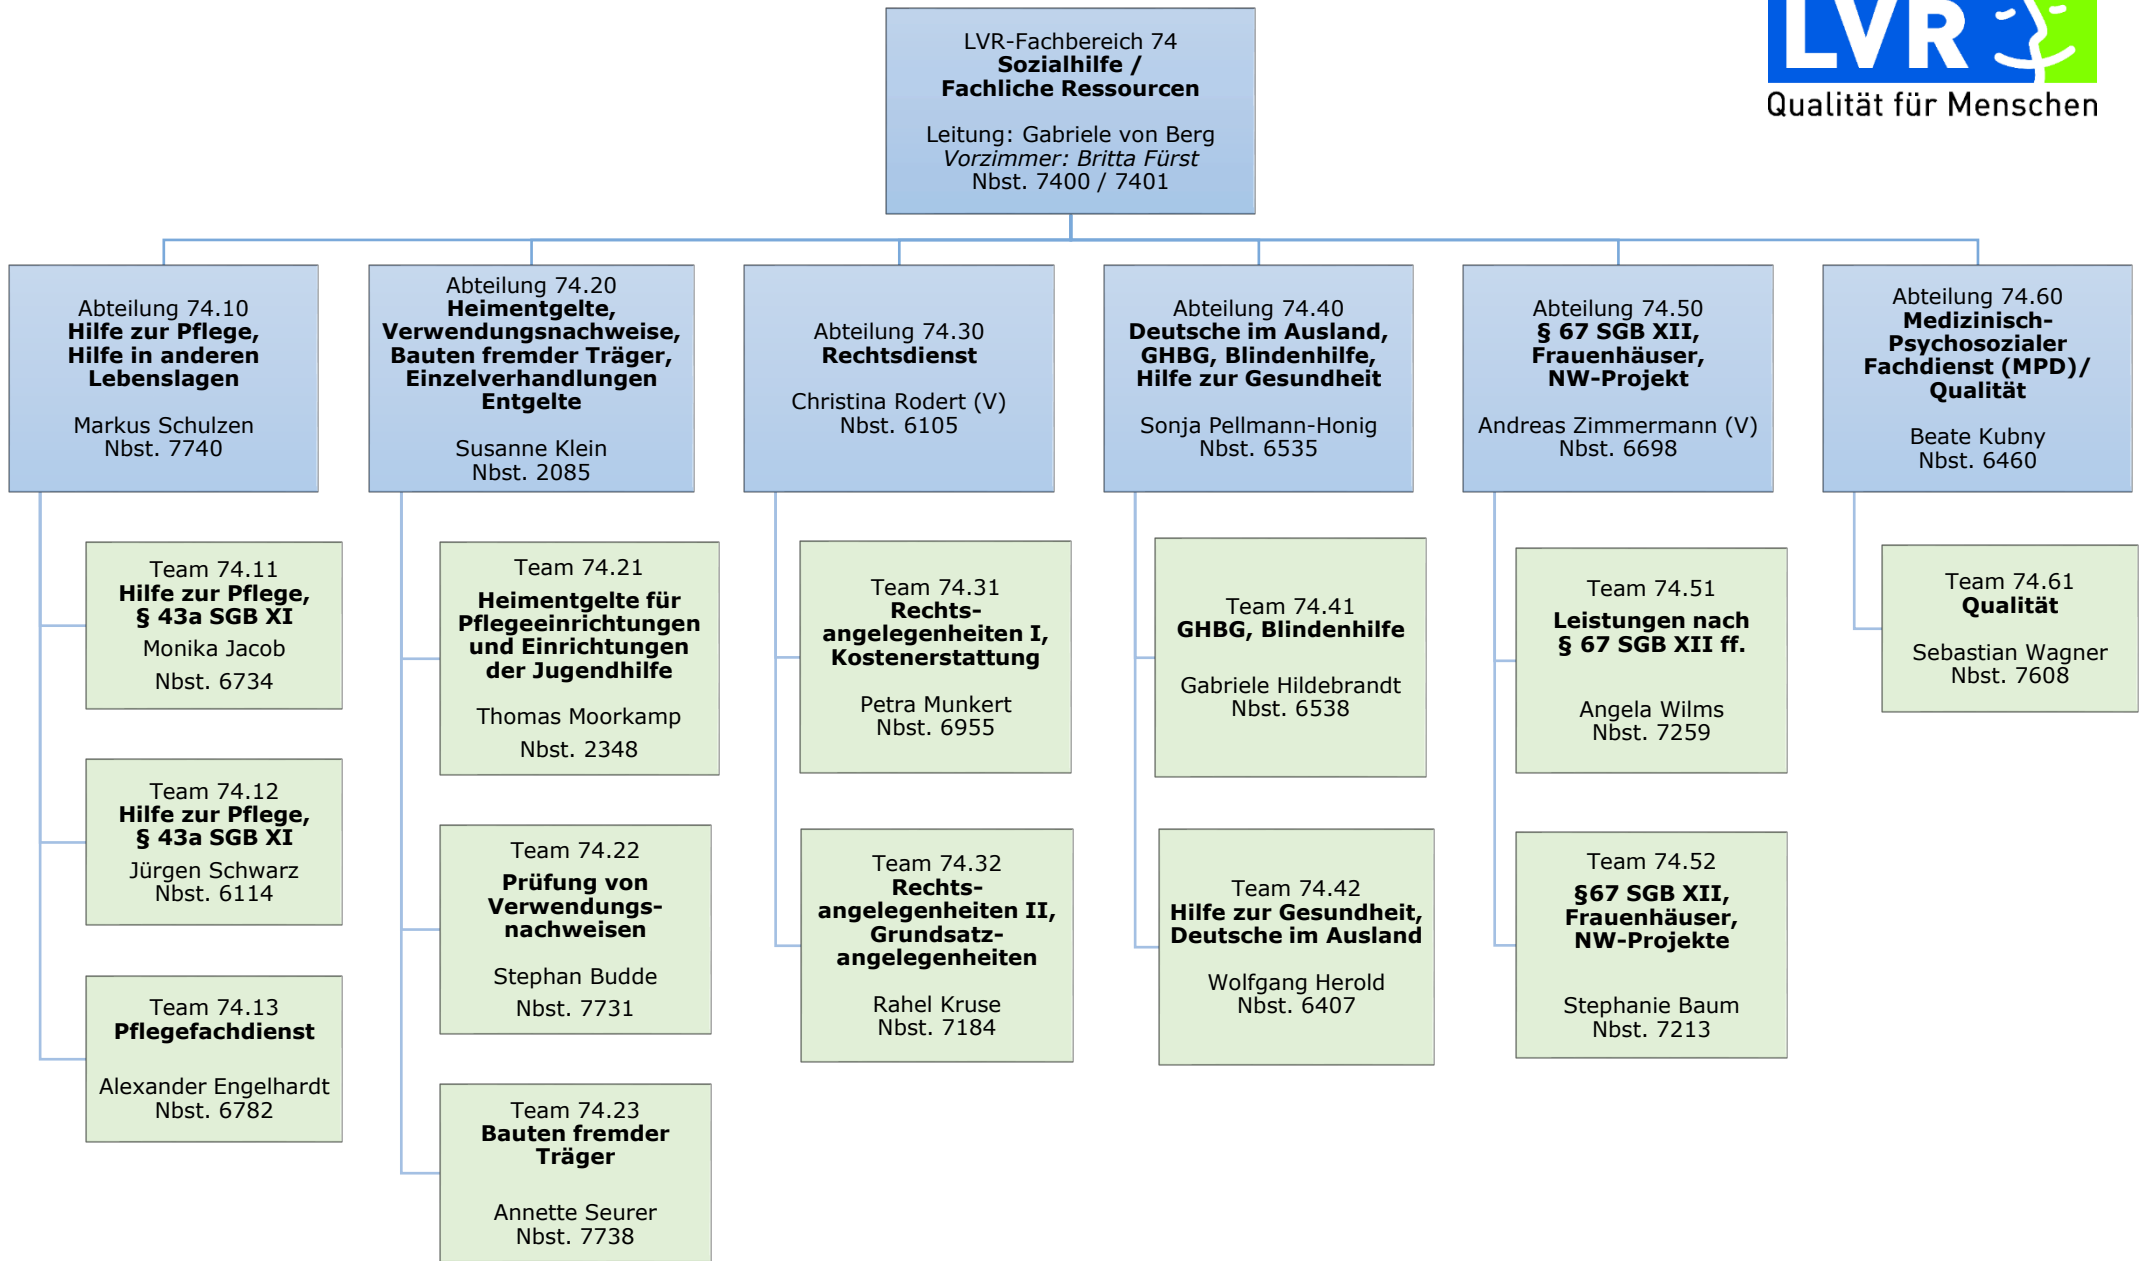 LVR-Fachbereich 74
Sozialhilfe /
Fachliche Ressourcen
Leitung: Gabriele von Berg
Vorzimmer: Britta Fürst
Nbst. 7400 / 7401
LVR
Qualität für Menschen
Abteilung 74.10
Hilfe zur Pflege,
Hilfe in anderen
Lebenslagen
Markus Schulzen
Nbst. 7740
Abteilung 74.20
Heimentgelte,
Verwendungsnachweise,
Bauten fremder Träger,
Einzelverhandlungen
Entgelte
Susanne Klein
Nbst. 2085
Abteilung 74.30
Rechtsdienst
Christina Rodert (V)
Nbst. 6105
Abteilung 74.40
Deutsche im Ausland,
GHBG, Blindenhilfe,
Hilfe zur Gesundheit
Sonja Pellmann-Honig
Nbst. 6535
Abteilung 74.50
§ 67 SGB XII,
Frauenhäuser,
NW-Projekt
Andreas Zimmermann (V)
Nbst. 6698
Abteilung 74.60
Medizinisch-
Psychosozialer
Fachdienst (MPD)/
Qualität
Beate Kubny
Nbst. 6460
Team 74.11
Hilfe zur Pflege,
§ 43a SGB XI
Monika Jacob
Nbst. 6734
Team 74.12
Hilfe zur Pflege,
§ 43a SGB XI
Jürgen Schwarz
Nbst. 6114
Team 74.13
Pflegefachdienst
Alexander Engelhardt
Nbst. 6782
Team 74.21
Heimentgelte für
Pflegeeinrichtungen
und Einrichtungen
der Jugendhilfe
Thomas Moorkamp
Nbst. 2348
Team 74.22
Prüfung von
Verwendungs-
nachweisen
Stephan Budde
Nbst. 7731
Team 74.23
Bauten fremder
Träger
Annette Seurer
Nbst. 7738
Team 74.31
Rechts-
angelegenheiten I,
Kostenerstattung
Petra Munkert
Nbst. 6955
Team 74.32
Rechts-
angelegenheiten II,
Grundsatz-
angelegenheiten
Rahel Kruse
Nbst. 7184
Team 74.41
GHBG, Blindenhilfe
Gabriele Hildebrandt
Nbst. 6538
Team 74.42
Hilfe zur Gesundheit,
Deutsche im Ausland
Wolfgang Herold
Nbst. 6407
Team 74.51
Leistungen nach
§ 67 SGB XII ff.
Angela Wilms
Nbst. 7259
Team 74.52
§67 SGB XII,
Frauenhäuser,
NW-Projekte
Stephanie Baum
Nbst. 7213
Team 74.61
Qualität
Sebastian Wagner
Nbst. 7608